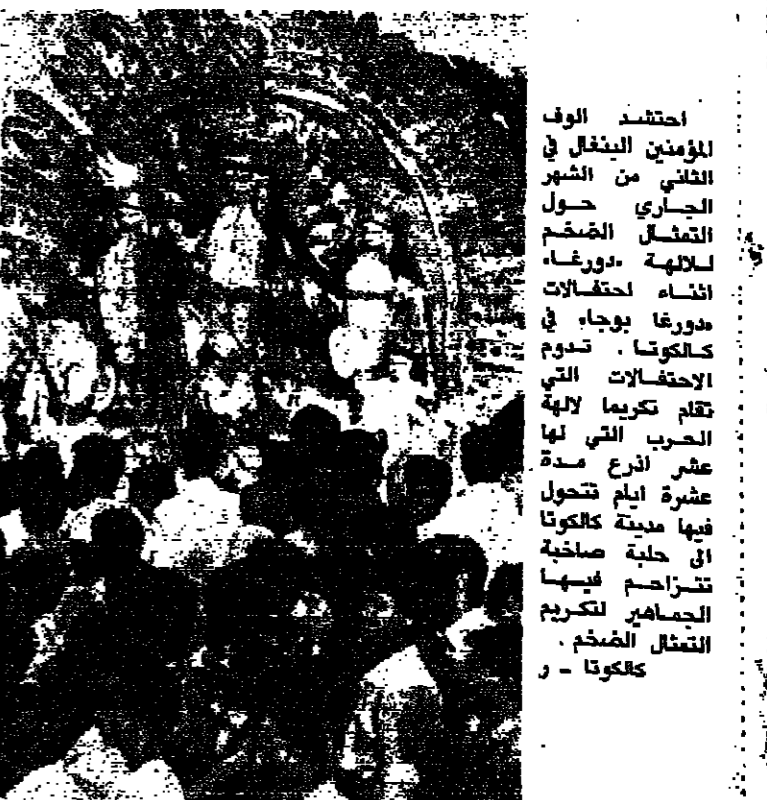 احتشد الوف
المؤمنين البنغال في
الثاني من الشهر
الجاري حول
التمثال الضخم
للالهة «دورغا»
اثناء احتفالات
«دورغا بوجا» في
كالكوتا . تدوم
الاحتفالات التي
تقام تكريما لالهة
الحرب التي لها
عشر اذرع مدة
عشرة ايام تتحول
فيها مدينة كالكوتا
الى حلبة صاخبة
تتزاحم فيها
الجماهير لتكريم
التمثال الضخم .
كالكوتا - و